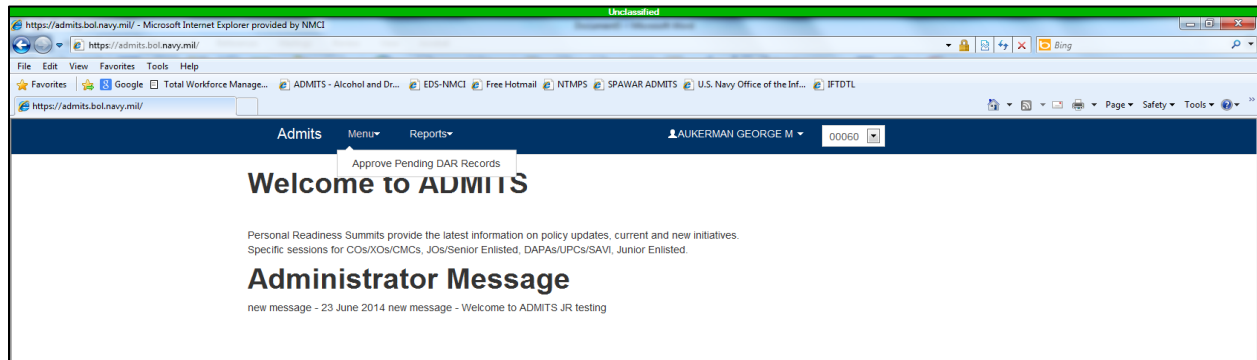 Unclassified
https://admits.bol.navy.mil/ - Microsoft Internet Explorer provided by NMCI
https://admits.bol.navy.mil/ Bing
File Edit View Favorites Tools Help
Favorites Google Total Workforce Manage... ADMITS - Alcohol and Dr... EDS-NMCI Free Hotmail NTMPS SPAWAR ADMITS U.S. Navy Office of the Inf... IFTDTL
https://admits.bol.navy.mil/ Page Safety Tools
Admits Menu Reports AUKERMAN GEORGE M 00060
Approve Pending DAR Records
Welcome to ADMITS
Personal Readiness Summits provide the latest information on policy updates, current and new initiatives.
Specific sessions for COs/XOs/CMCs, JOs/Senior Enlisted, DAPAs/UPCs/SAVI, Junior Enlisted.
Administrator Message
new message - 23 June 2014 new message - Welcome to ADMITS JR testing